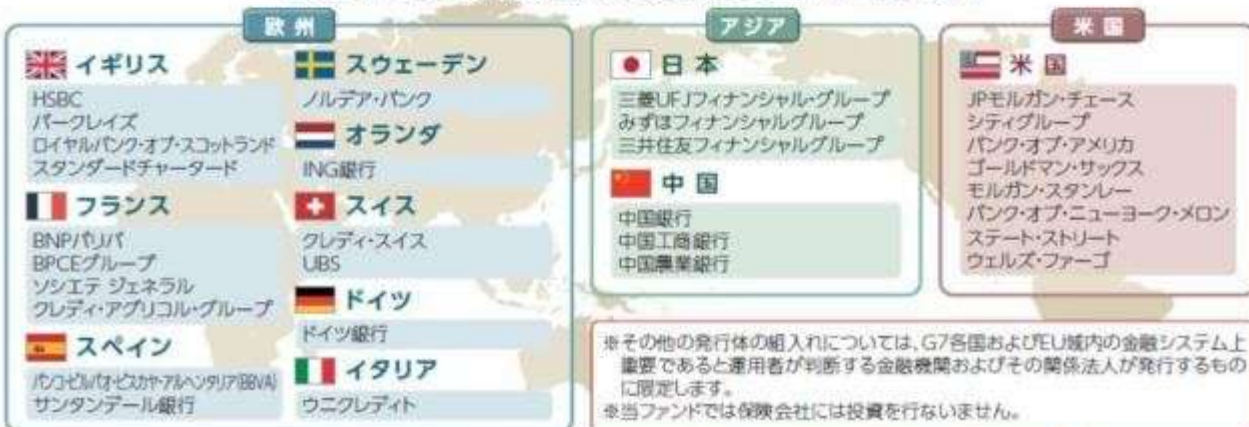 欧州
イギリス
HSBC
バークレイズ
ロイヤルバンク・オブ・スコットランド
スタンダードチャータード
フランス
BNPパリバ
BPCEグループ
ソシエテ ジェネラル
クレディ・アグリコル・グループ
スペイン
バンコ・ビルバオ・ビスカヤ・アルヘンタリア(BBVA)
サンタンデール銀行
スウェーデン
ノルデア・バンク
オランダ
ING銀行
スイス
クレディ・スイス
UBS
ドイツ
ドイツ銀行
イタリア
ウニクレディト
アジア
日本
三菱UFJフィナンシャル・グループ
みずほフィナンシャルグループ
三井住友フィナンシャルグループ
中国
中国銀行
中国工商銀行
中国農業銀行
米国
米国
JPモルガン・チェース
シティグループ
バンク・オブ・アメリカ
ゴールドマン・サックス
モルガン・スタンレー
バンク・オブ・ニューヨーク・メロン
ステート・ストリート
ウェルズ・ファーゴ
※その他の発行体の組入れについては、G7各国およびEU域内の金融システム上
重要であると運用者が判断する金融機関およびその関係法人が発行するもの
に限定します。
※当ファンドでは保険会社には投資を行ないません。